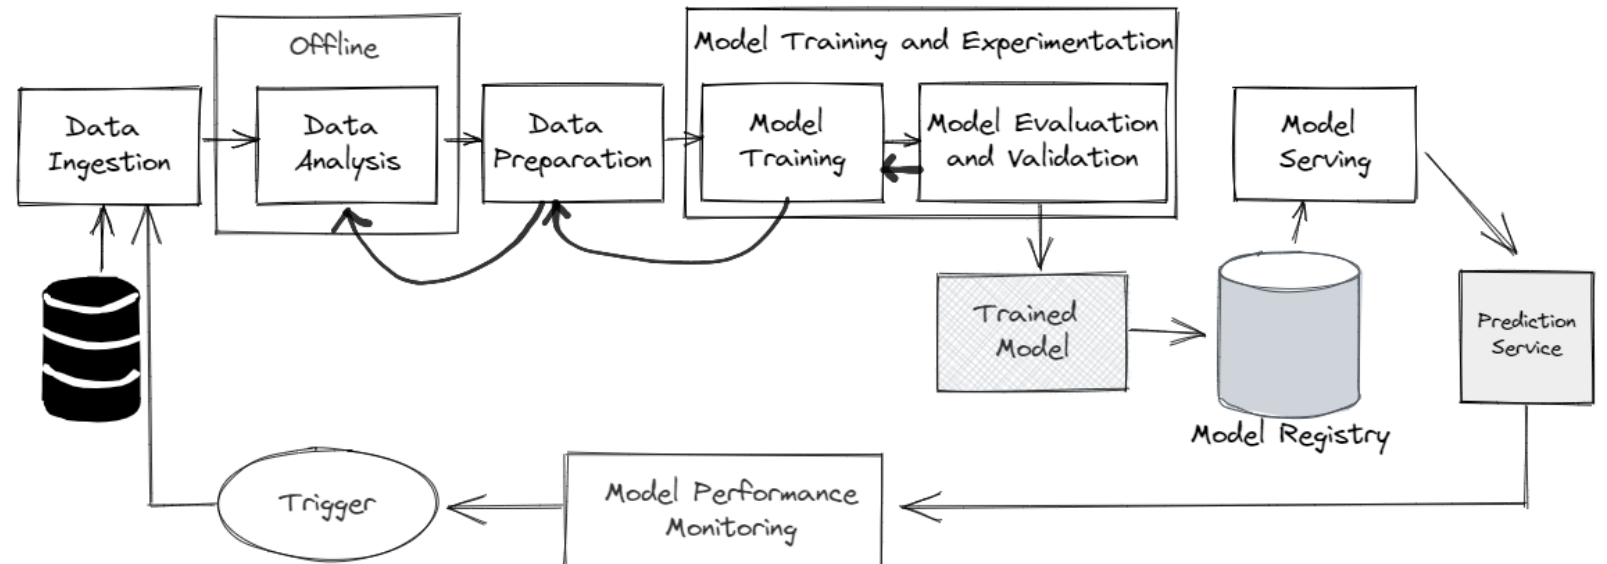 Offline
Model Training and Experimentation
Data
Ingestion
Data
Analysis
Data
Preparation
Model
Training
Model Evaluation
and Validation
Model
Serving
Trained
Model
Prediction
Service
Model Registry
Trigger
Model Performance
Monitoring